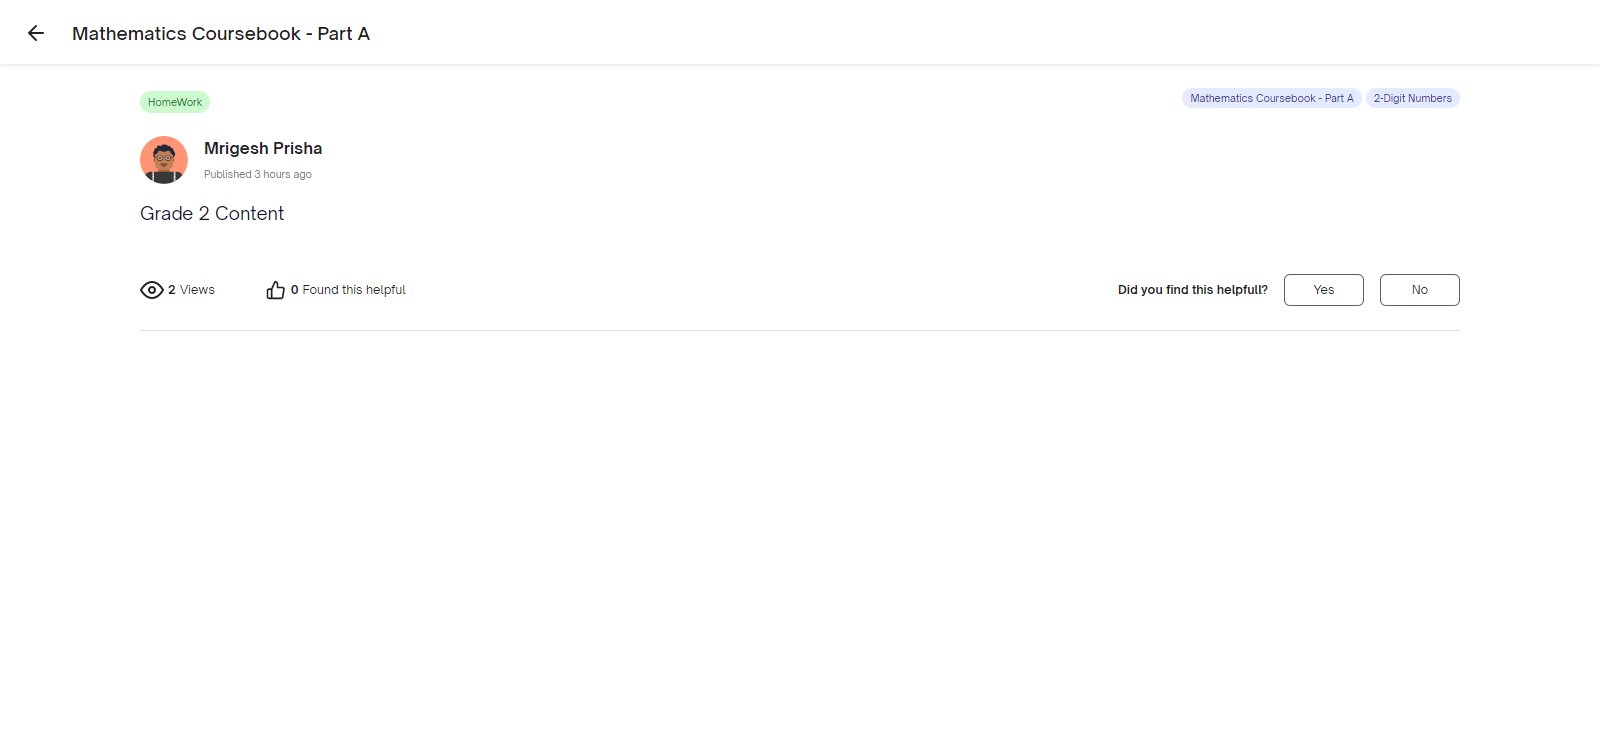 Mathematics Coursebook - Part A
HomeWork
Mathematics Coursebook - Part A
2-Digit Numbers
Mrigesh Prisha
Published 3 hours ago
Grade 2 Content
2 Views
0 Found this helpful
Did you find this helpfull?
Yes
No